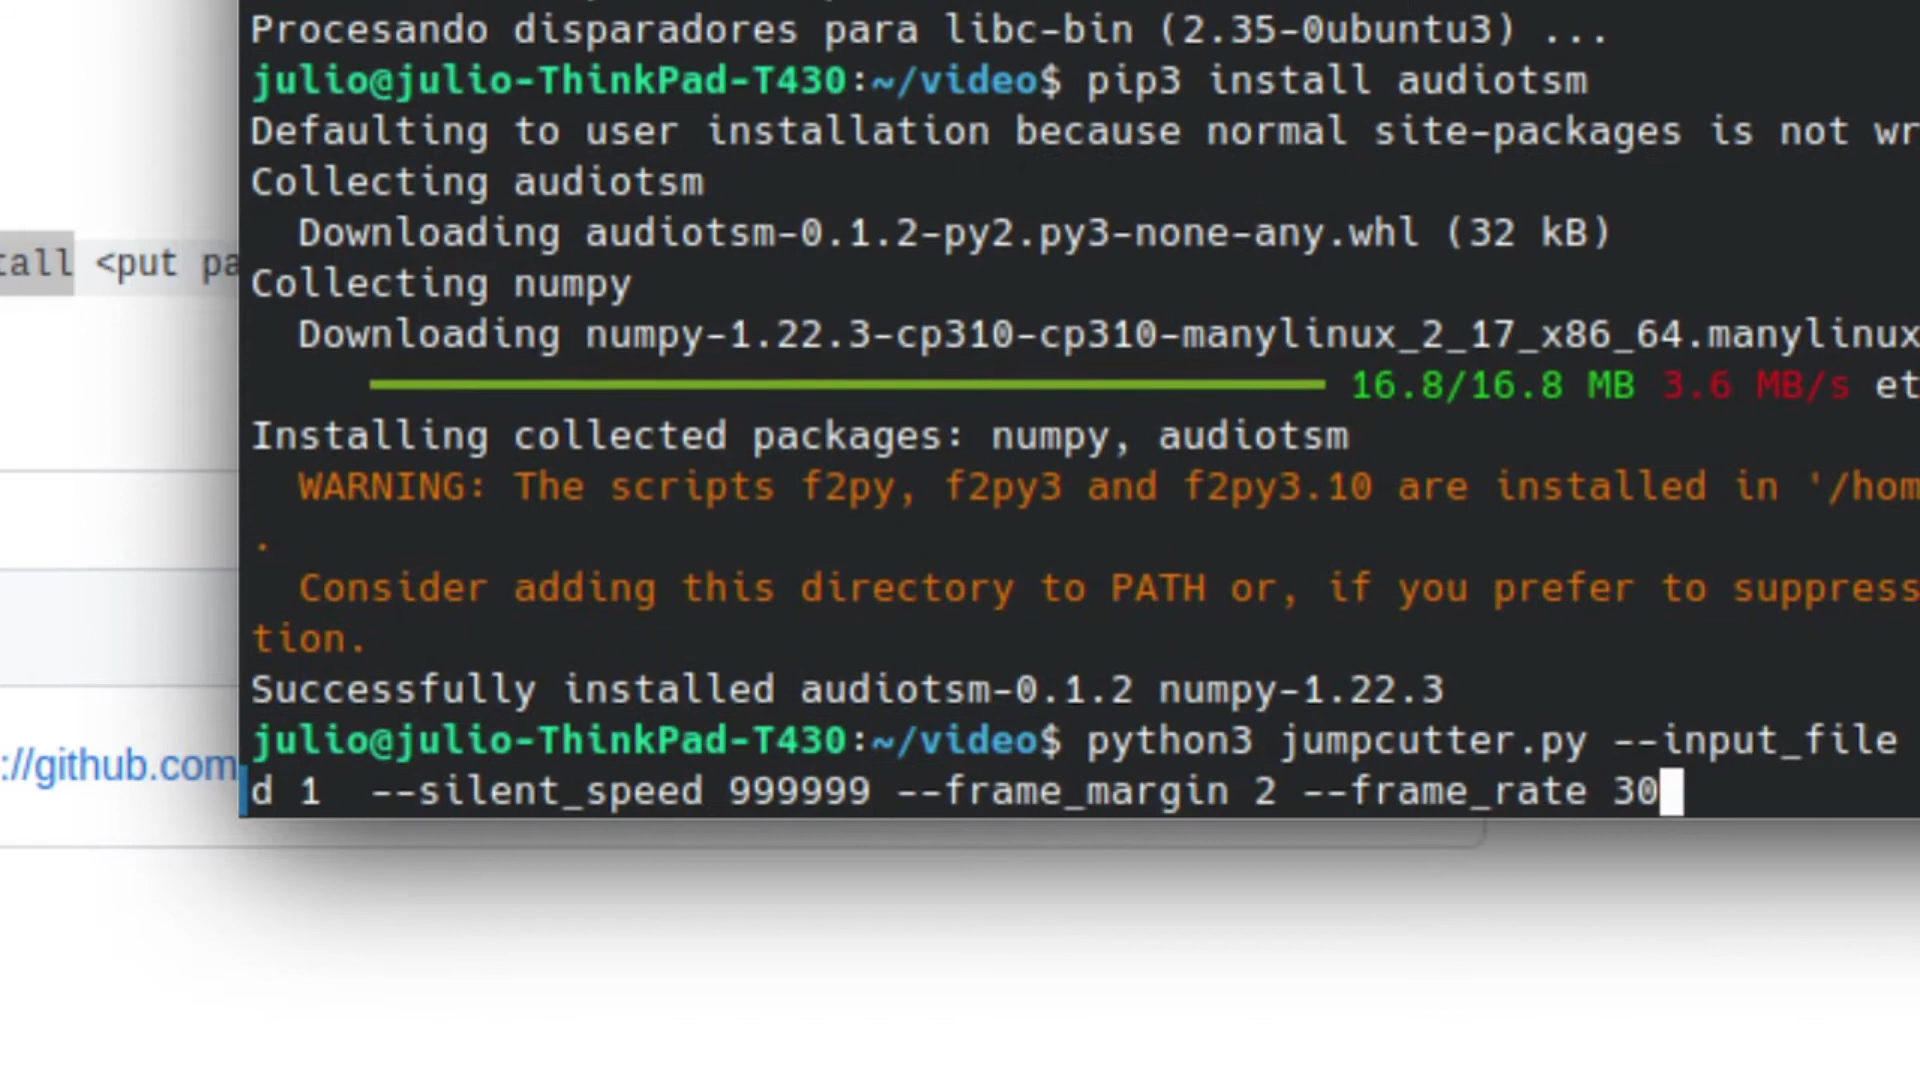 Procesando disparadores para libc-bin (2.35-0ubuntu3) ...
julio@julio-ThinkPad-T430:~/video$ pip3 install audiotsm
Defaulting to user installation because normal site-packages is not wr
Collecting audiotsm
Downloading audiotsm-0.1.2-py2.py3-none-any.whl (32 kB)
tall <put pa
Collecting numpy
Downloading numpy-1.22.3-cp310-cp310-manylinux_2_17_x86_64.manylinux
16.8/16.8 MB 3.6 MB/s et
Installing collected packages: numpy, audiotsm
WARNING: The scripts f2py, f2py3 and f2py3.10 are installed in '/hom
.
Consider adding this directory to PATH or, if you prefer to suppress
tion.
Successfully installed audiotsm-0.1.2 numpy-1.22.3
julio@julio-ThinkPad-T430:~/video$ python3 jumpcutter.py --input_file
://github.com
d 1  --silent_speed 999999 --frame_margin 2 --frame_rate 30